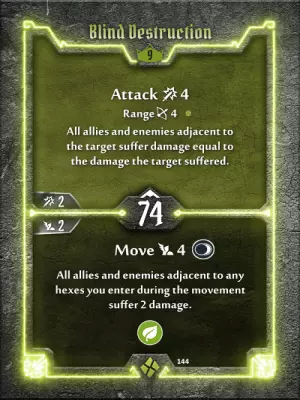 Blind Destruction
9
Attack 4
Range 4
All allies and enemies adjacent to
the target suffer damage equal to
the damage the target suffered.
2
74
2
Move 4
All allies and enemies adjacent to any
hexes you enter during the movement
suffer 2 damage.
144